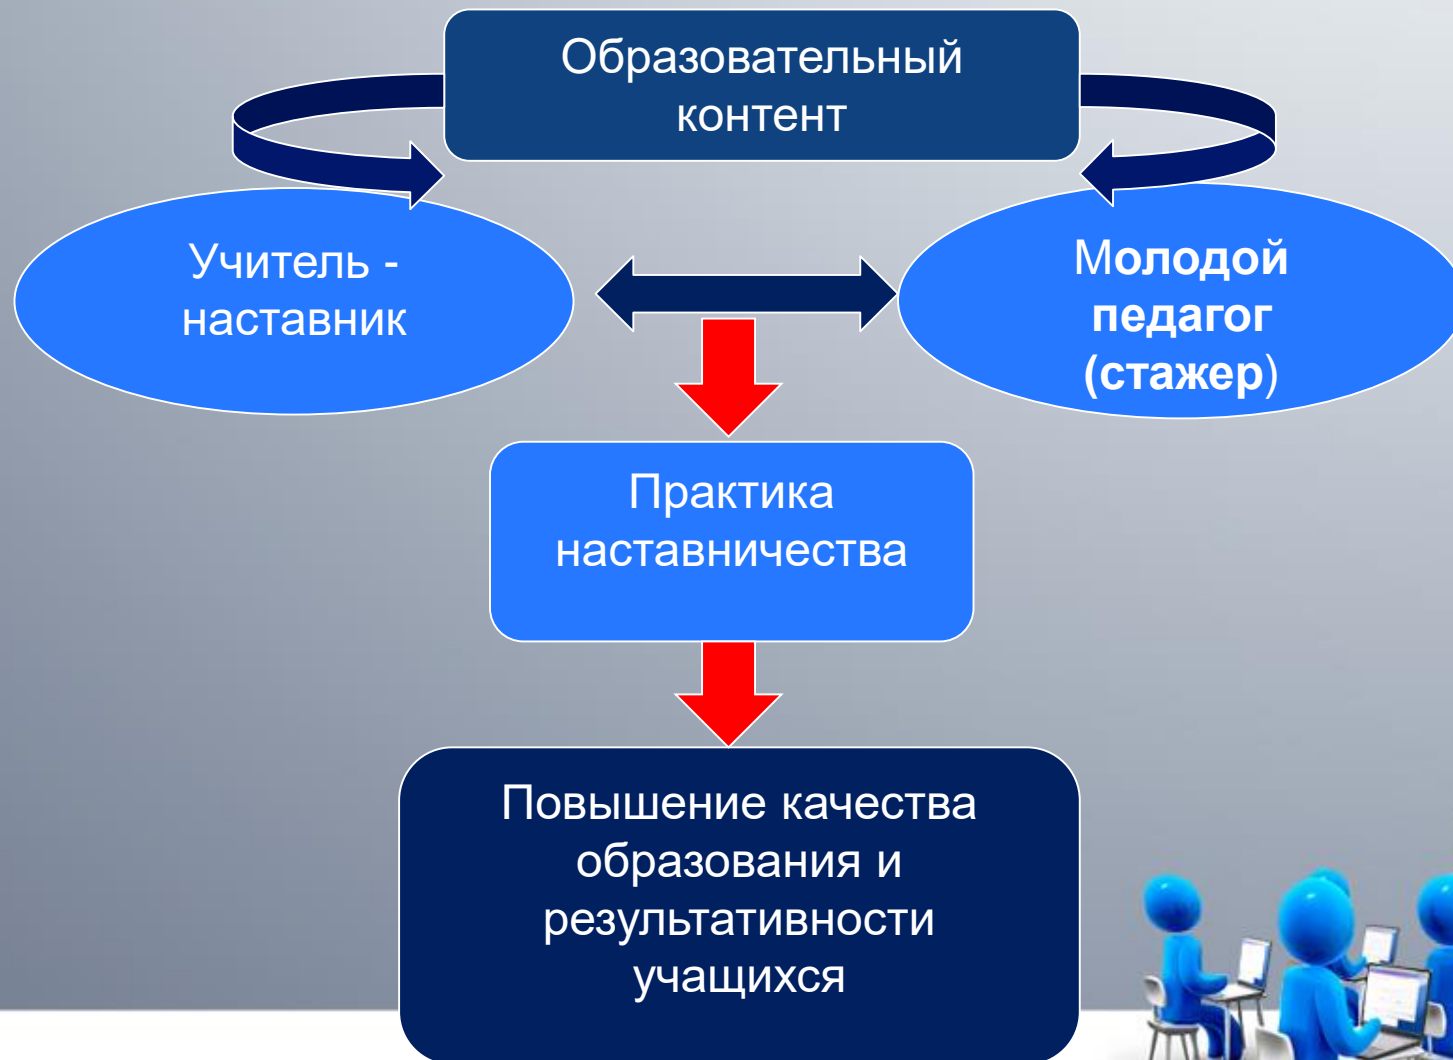 Образовательный
контент
Учитель -
наставник
Молодой
педагог
(стажер)
Практика
наставничества
Повышение качества
образования и
результативности
учащихся